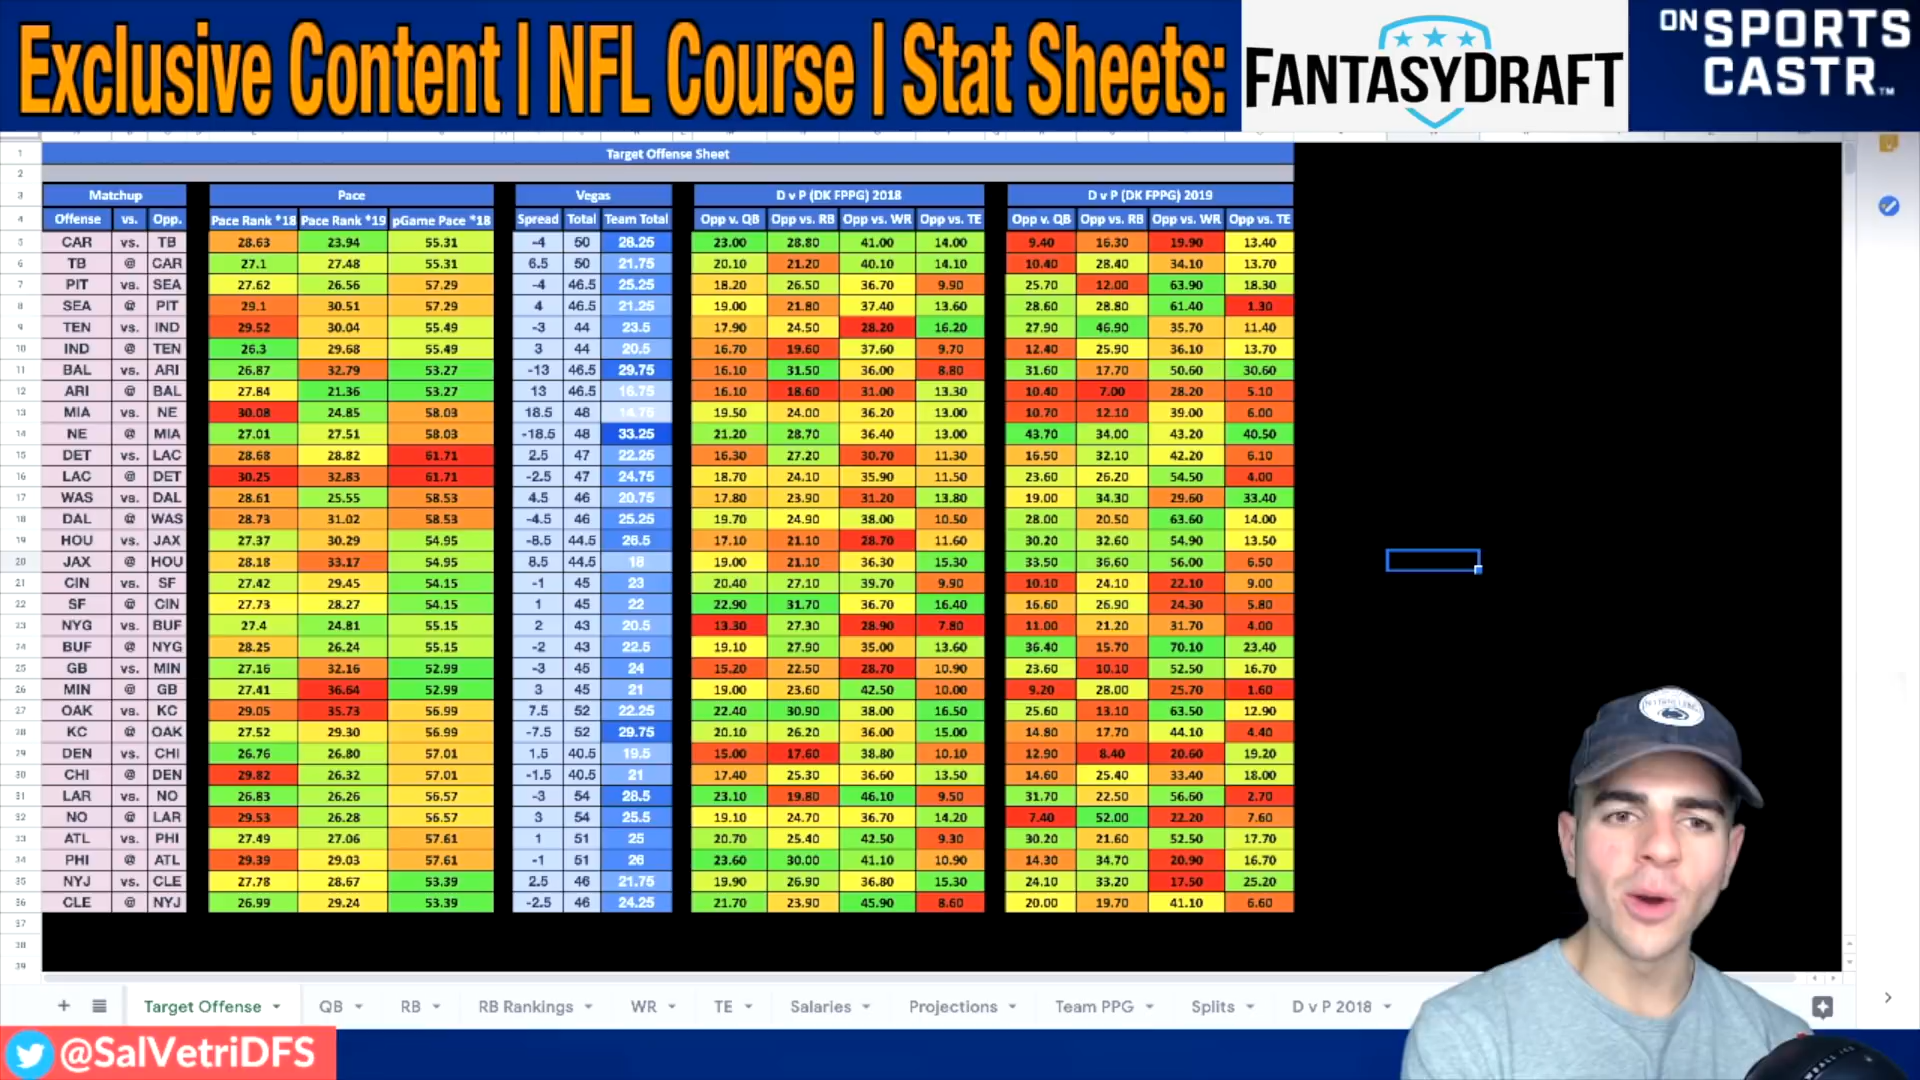 Exclusive Content | NFL Course | Stat Sheets:
FANTASYDRAFT
ON SPORTS
CASTR™
1 Target Offense Sheet
2
3 Matchup Pace Vegas D v P (DK FPPG) 2018 D v P (DK FPPG) 2019
4 Offense vs. Opp. Pace Rank *18 Pace Rank *19 pGame Pace *18 Spread Total Team Total Opp v. QB Opp vs. RB Opp vs. WR Opp vs. TE Opp v. QB Opp vs. RB Opp vs. WR Opp vs. TE
5 CAR vs. TB 28.63 23.94 55.31 -4 50 28.25 23.00 28.80 41.00 14.00 9.40 16.30 19.90 13.40
6 TB @ CAR 27.1 27.48 55.31 6.5 50 21.75 20.10 21.20 40.10 14.10 10.40 28.40 34.10 13.70
7 PIT vs. SEA 27.62 26.56 57.29 -4 46.5 25.25 18.20 26.50 36.70 9.90 25.70 12.00 63.90 18.30
8 SEA @ PIT 29.1 30.51 57.29 4 46.5 21.25 19.00 21.80 37.40 13.60 28.60 28.80 61.40 1.30
9 TEN vs. IND 29.52 30.04 55.49 -3 44 23.5 17.90 24.50 28.20 16.20 27.90 46.90 35.70 11.40
10 IND @ TEN 26.3 29.68 55.49 3 44 20.5 16.70 19.60 37.60 9.70 12.40 25.90 36.10 13.70
11 BAL vs. ARI 26.87 32.79 53.27 -13 46.5 29.75 16.10 31.50 36.00 8.80 31.60 17.70 50.60 30.60
12 ARI @ BAL 27.84 21.36 53.27 13 46.5 16.75 16.10 18.60 31.00 13.30 10.40 7.00 28.20 5.10
13 MIA vs. NE 30.08 24.85 58.03 18.5 48 14.75 19.50 24.00 36.20 13.00 10.70 12.10 39.00 6.00
14 NE @ MIA 27.01 27.51 58.03 -18.5 48 33.25 21.20 28.70 36.40 13.00 43.70 34.00 43.20 40.50
15 DET vs. LAC 28.68 28.82 61.71 2.5 47 22.25 16.30 27.20 30.70 11.30 16.50 32.10 42.20 6.10
16 LAC @ DET 30.25 32.83 61.71 -2.5 47 24.75 18.70 24.10 35.90 11.50 23.60 26.20 54.50 4.00
17 WAS vs. DAL 28.61 25.55 58.53 4.5 46 20.75 17.80 23.90 31.20 13.80 19.00 34.30 29.60 33.40
18 DAL @ WAS 28.73 31.02 58.53 -4.5 46 25.25 19.70 24.90 38.00 10.50 28.00 20.50 63.60 14.00
19 HOU vs. JAX 27.37 30.29 54.95 -8.5 44.5 26.5 17.10 21.10 28.70 11.60 30.20 32.60 54.90 13.50
20 JAX @ HOU 28.18 33.17 54.95 8.5 44.5 18 19.00 21.10 36.30 15.30 33.50 36.60 56.00 6.50
21 CIN vs. SF 27.42 29.45 54.15 -1 45 23 20.40 27.10 39.70 9.90 10.10 24.10 22.10 9.00
22 SF @ CIN 27.73 28.27 54.15 1 45 22 22.90 31.70 36.70 16.40 16.60 26.90 24.30 5.80
23 NYG vs. BUF 27.4 24.81 55.15 2 43 20.5 13.30 27.30 28.90 7.80 11.00 21.20 31.70 4.00
24 BUF @ NYG 28.25 26.24 55.15 -2 43 22.5 19.10 27.90 35.00 13.60 36.40 15.70 70.10 23.40
25 GB vs. MIN 27.16 32.16 52.99 -3 45 24 15.20 22.50 28.70 10.90 23.60 10.10 52.50 16.70
26 MIN @ GB 27.41 36.64 52.99 3 45 21 19.00 23.60 42.50 10.00 9.20 28.00 25.70 1.60
27 OAK vs. KC 29.05 35.73 56.99 7.5 52 22.25 22.40 30.90 38.00 16.50 25.60 13.10 63.50 12.90
28 KC @ OAK 27.52 29.30 56.99 -7.5 52 29.75 20.10 26.20 36.00 15.00 14.80 17.70 44.10 4.40
29 DEN vs. CHI 26.76 26.80 57.01 1.5 40.5 19.5 15.00 17.60 38.80 10.10 12.90 8.40 20.60 19.20
30 CHI @ DEN 29.82 26.32 57.01 -1.5 40.5 21 17.40 25.30 36.60 13.50 14.60 25.40 33.40 18.00
31 LAR vs. NO 26.83 26.26 56.57 -3 54 28.5 23.10 19.80 46.10 9.50 31.70 22.50 56.60 2.70
32 NO @ LAR 29.53 26.28 56.57 3 54 25.5 19.10 24.70 36.70 14.20 7.40 52.00 22.20 7.60
33 ATL vs. PHI 27.49 27.06 57.61 1 51 25 20.70 25.40 42.50 9.30 30.20 21.60 52.50 17.70
34 PHI @ ATL 29.39 29.03 57.61 -1 51 26 23.60 30.00 41.10 10.90 14.30 34.70 20.90 16.70
35 NYJ vs. CLE 27.78 28.67 53.39 2.5 46 21.75 19.90 26.90 36.80 15.30 24.10 33.20 17.50 25.20
36 CLE @ NYJ 26.99 29.24 53.39 -2.5 46 24.25 21.70 23.90 45.90 8.60 20.00 19.70 41.10 6.60
37
38
39
Target Offense QB RB RB Rankings WR TE Salaries Projections Team PPG Splits D v P 2018
@SalVetriDFS